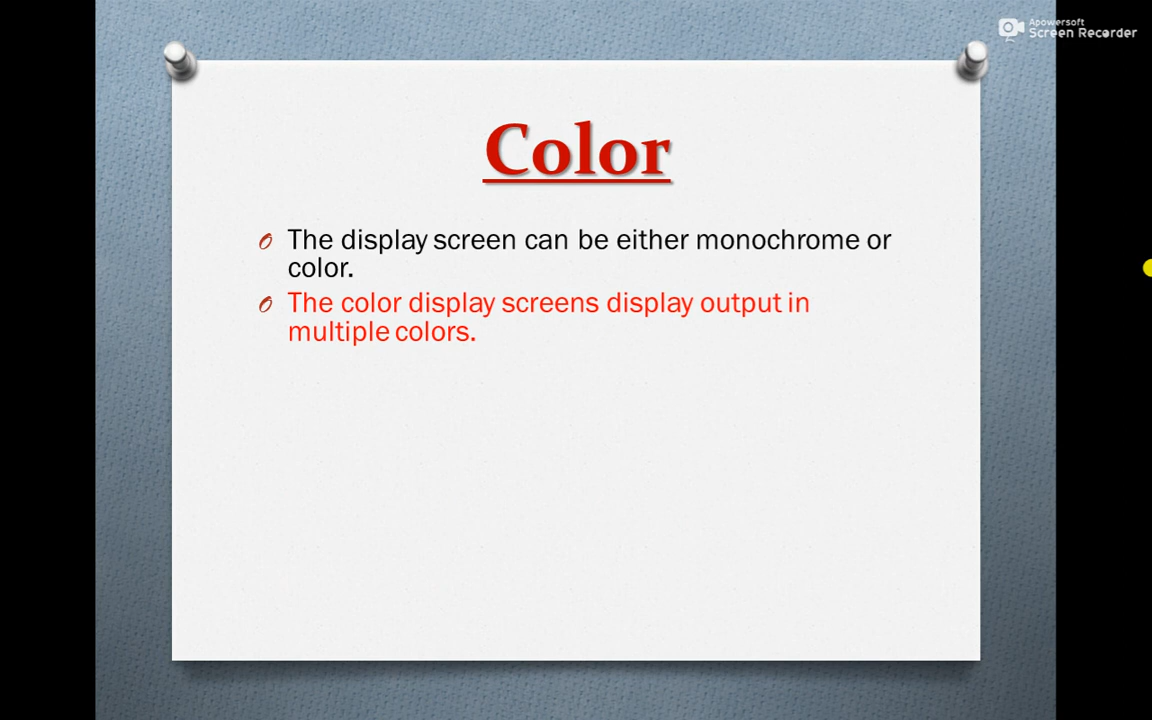 Apowersoft
Screen Recorder
Color
The display screen can be either monochrome or
color.
The color display screens display output in
multiple colors.